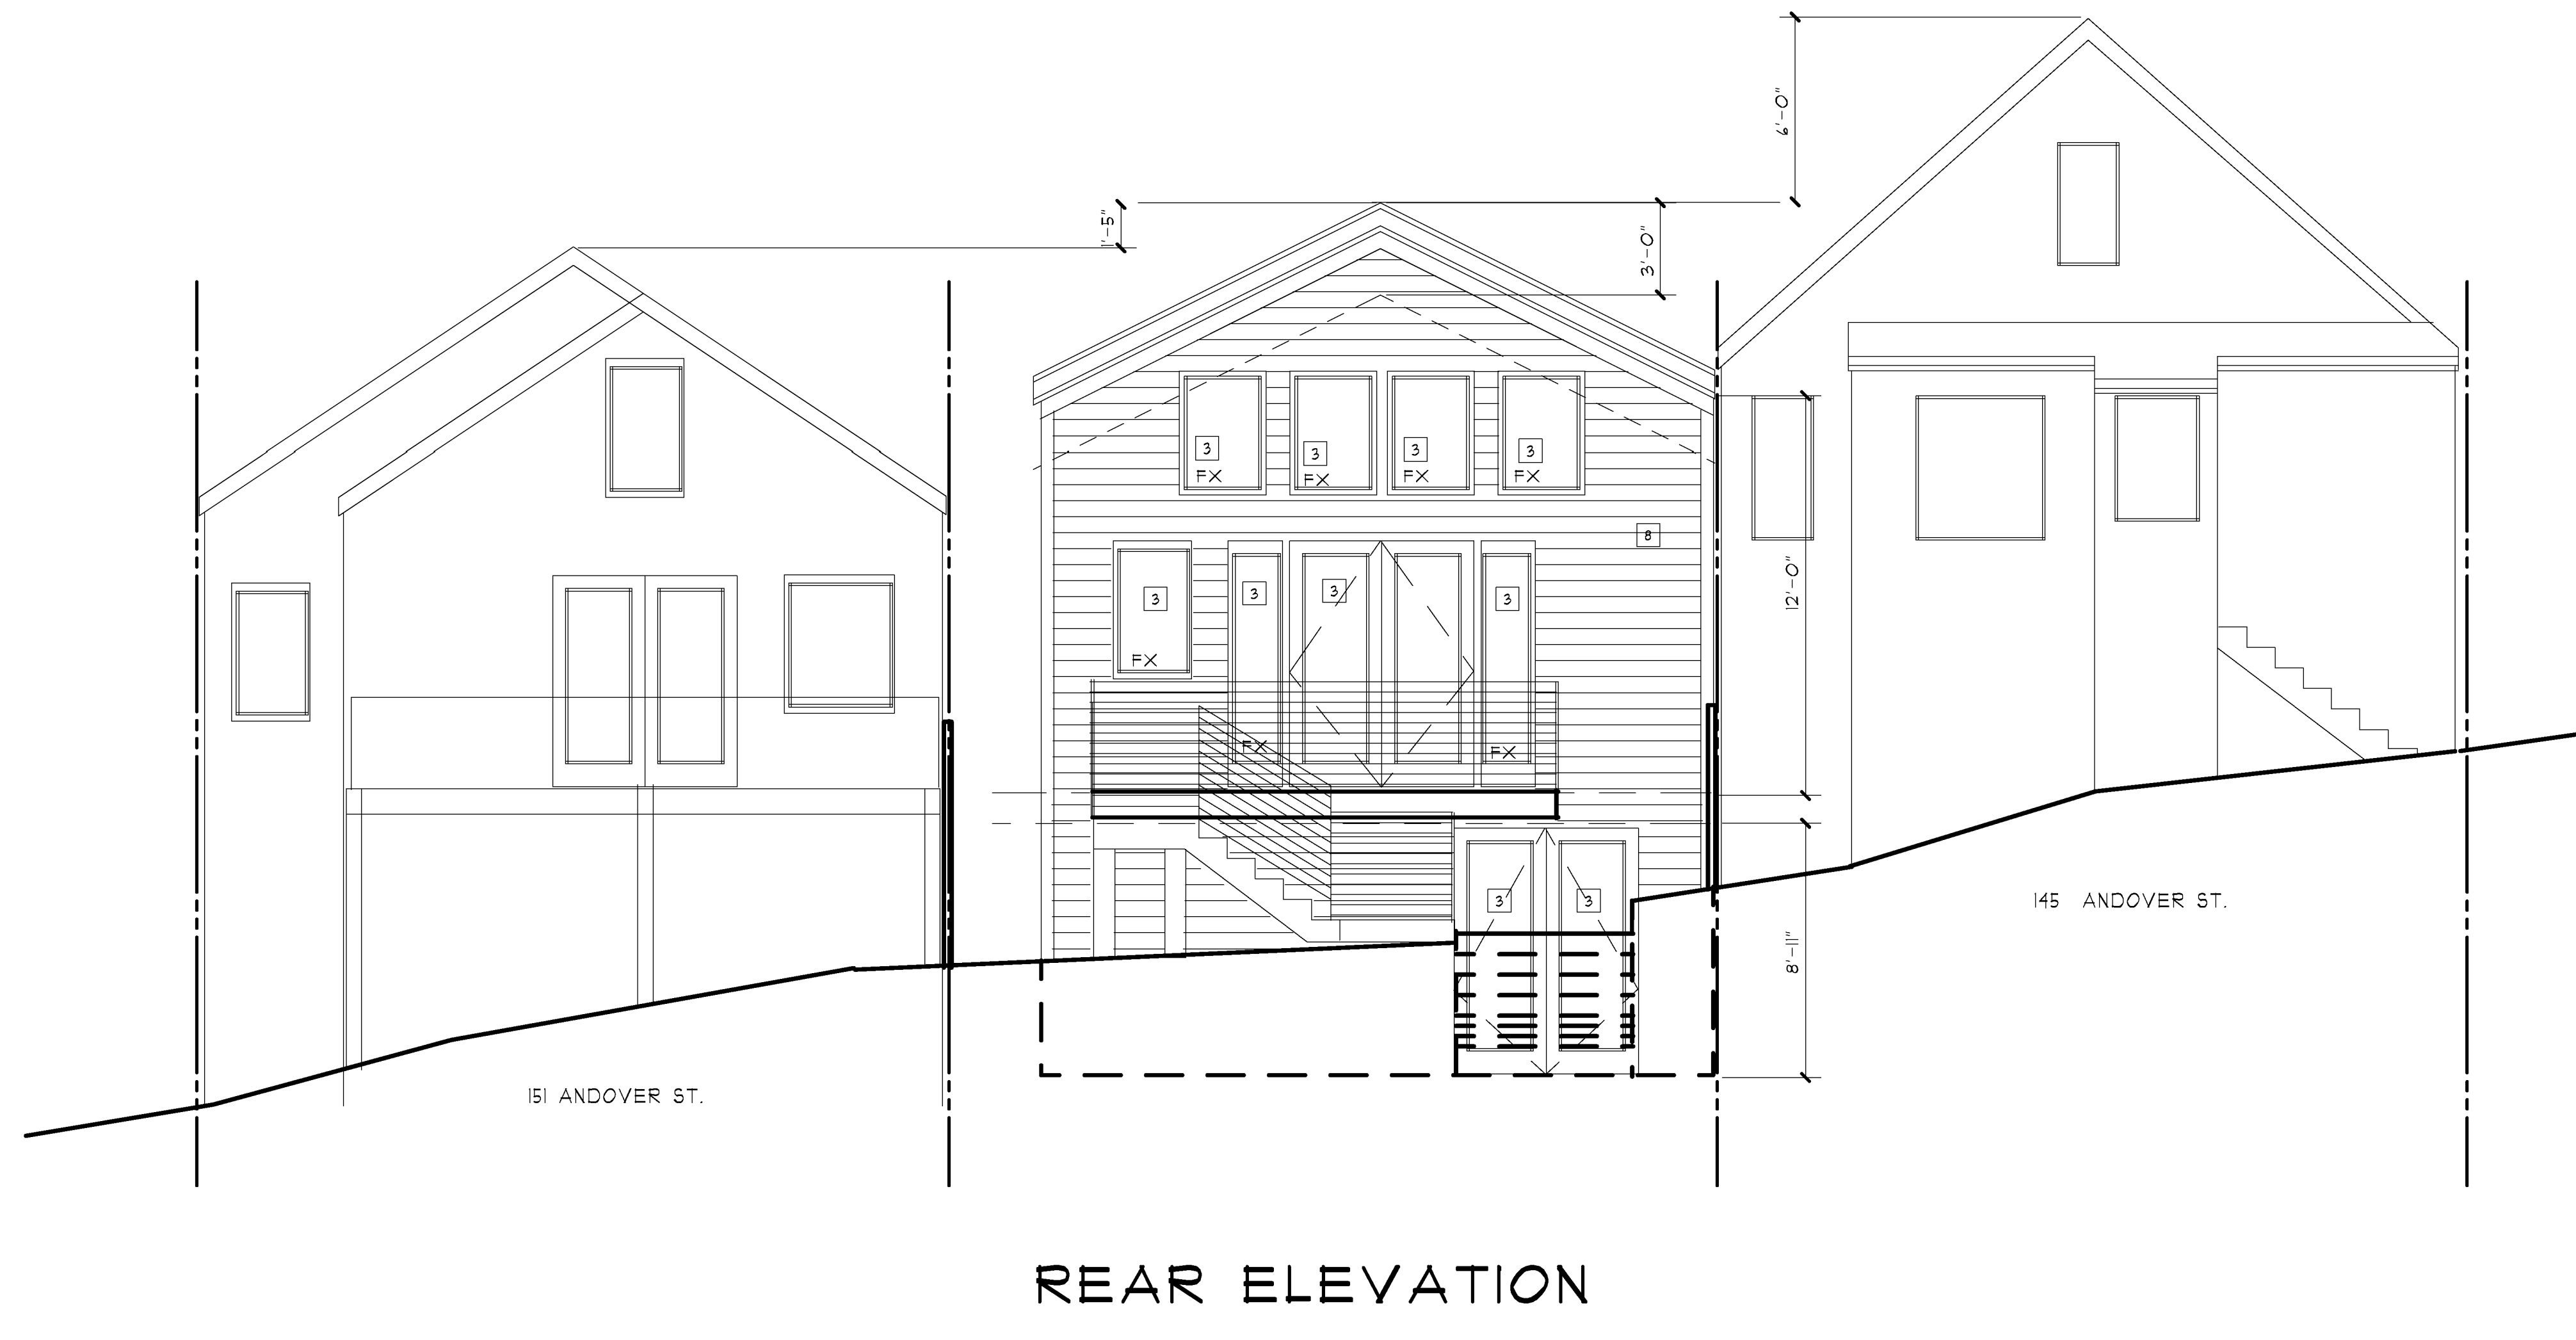 6'-0"
1'-5"
3'-0"
3 3 3 3
FX FX FX FX
8
3 3 3 3
12'-0"
FX
FX FX
3 3
145 ANDOVER ST.
8'-11"
151 ANDOVER ST.
REAR ELEVATION